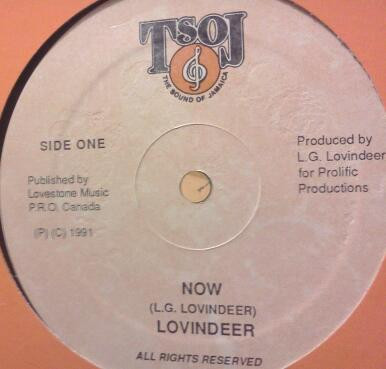 TSOJ
THE SOUND OF JAMAICA
SIDE ONE
Published by
Lovestone Music
P.R.O. Canada
(P) (C) 1991
Produced by
L.G. Lovindeer
for Prolific
Productions
NOW
(L.G. LOVINDEER)
LOVINDEER
ALL RIGHTS RESERVED